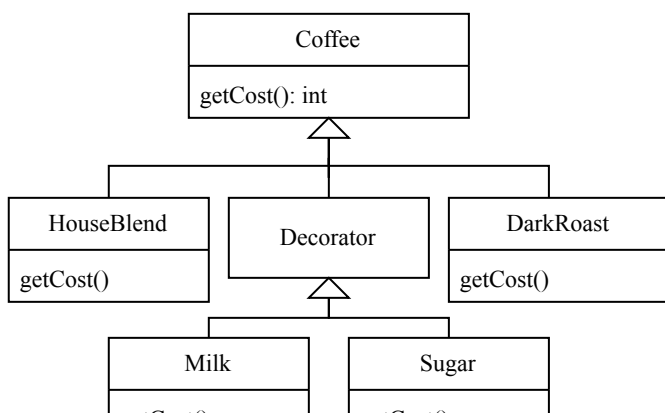 Coffee
getCost(): int
HouseBlend
getCost()
Decorator
DarkRoast
getCost()
Milk
Sugar